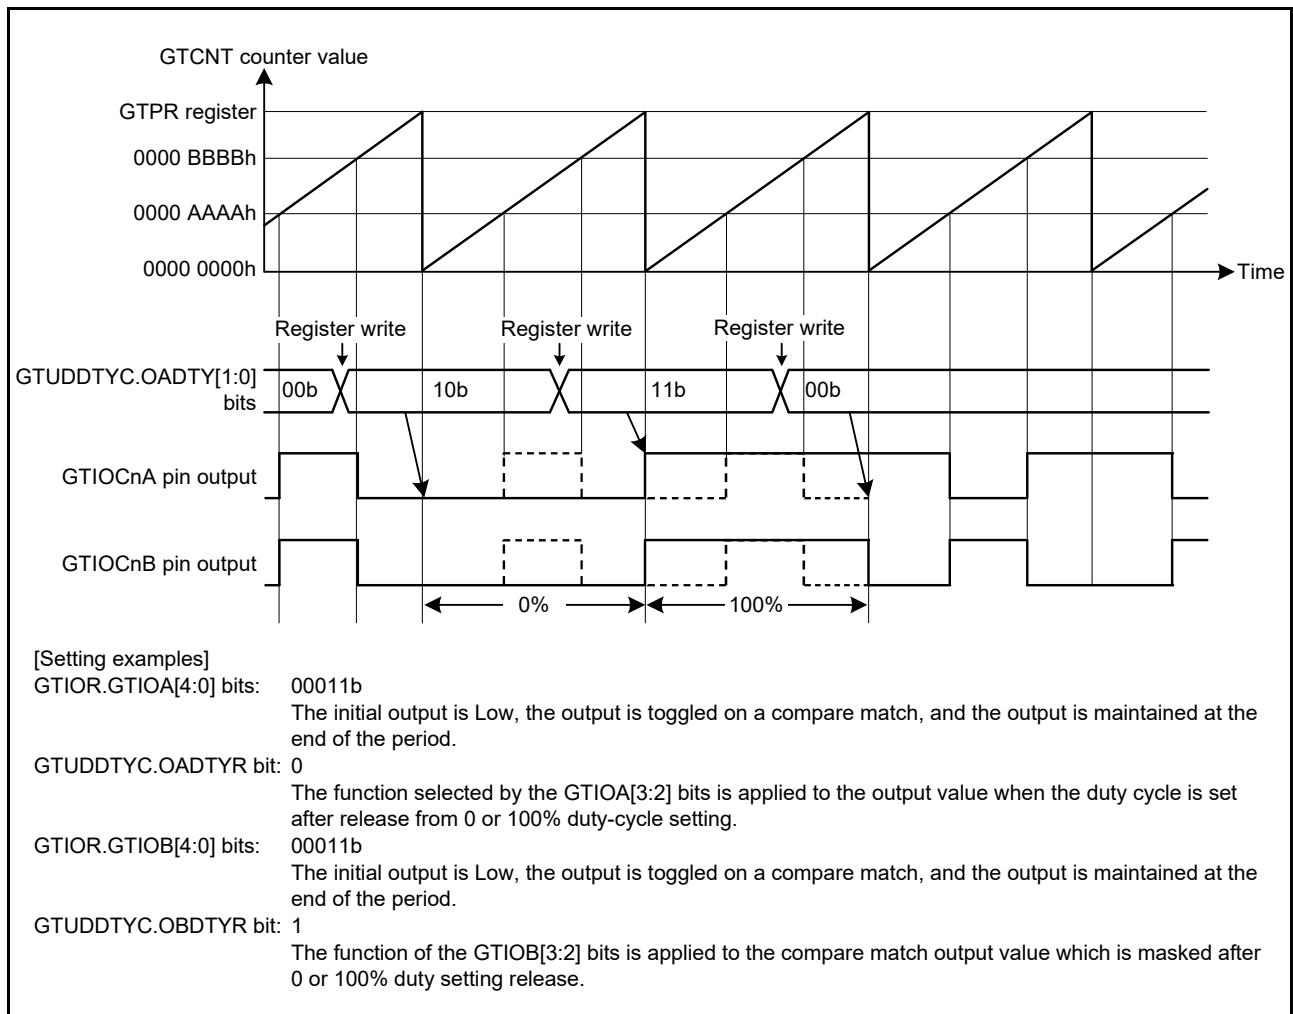 GTCNT counter value
GTPR register
0000 BBBBh
0000 AAAAh
0000 0000h
Time
Register write Register write Register write
GTUDDTYC.OADTY[1:0]
bits
00b 10b 11b 00b
GTIOCnA pin output
GTIOCnB pin output
0% 100%
[Setting examples]
GTIOR.GTIOA[4:0] bits: 00011b
The initial output is Low, the output is toggled on a compare match, and the output is maintained at the
end of the period.
GTUDDTYC.OADTYR bit: 0
The function selected by the GTIOA[3:2] bits is applied to the output value when the duty cycle is set
after release from 0 or 100% duty-cycle setting.
GTIOR.GTIOB[4:0] bits: 00011b
The initial output is Low, the output is toggled on a compare match, and the output is maintained at the
end of the period.
GTUDDTYC.OBDTYR bit: 1
The function of the GTIOB[3:2] bits is applied to the compare match output value which is masked after
0 or 100% duty setting release.